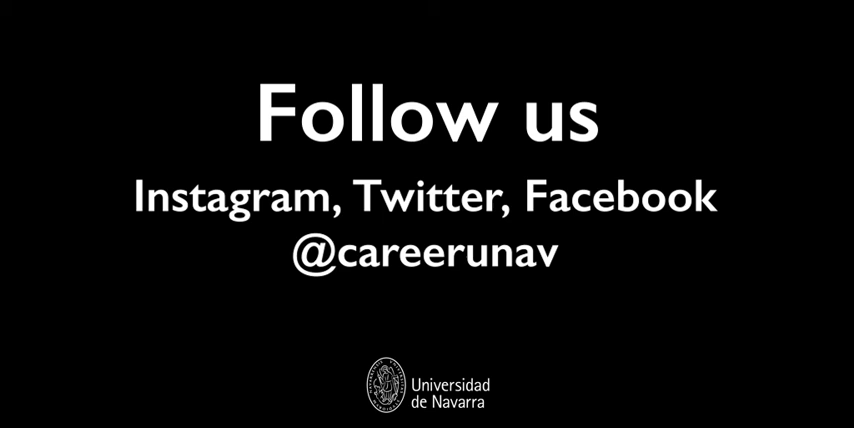 Follow us
Instagram, Twitter, Facebook
@careerunav
Universidad
de Navarra